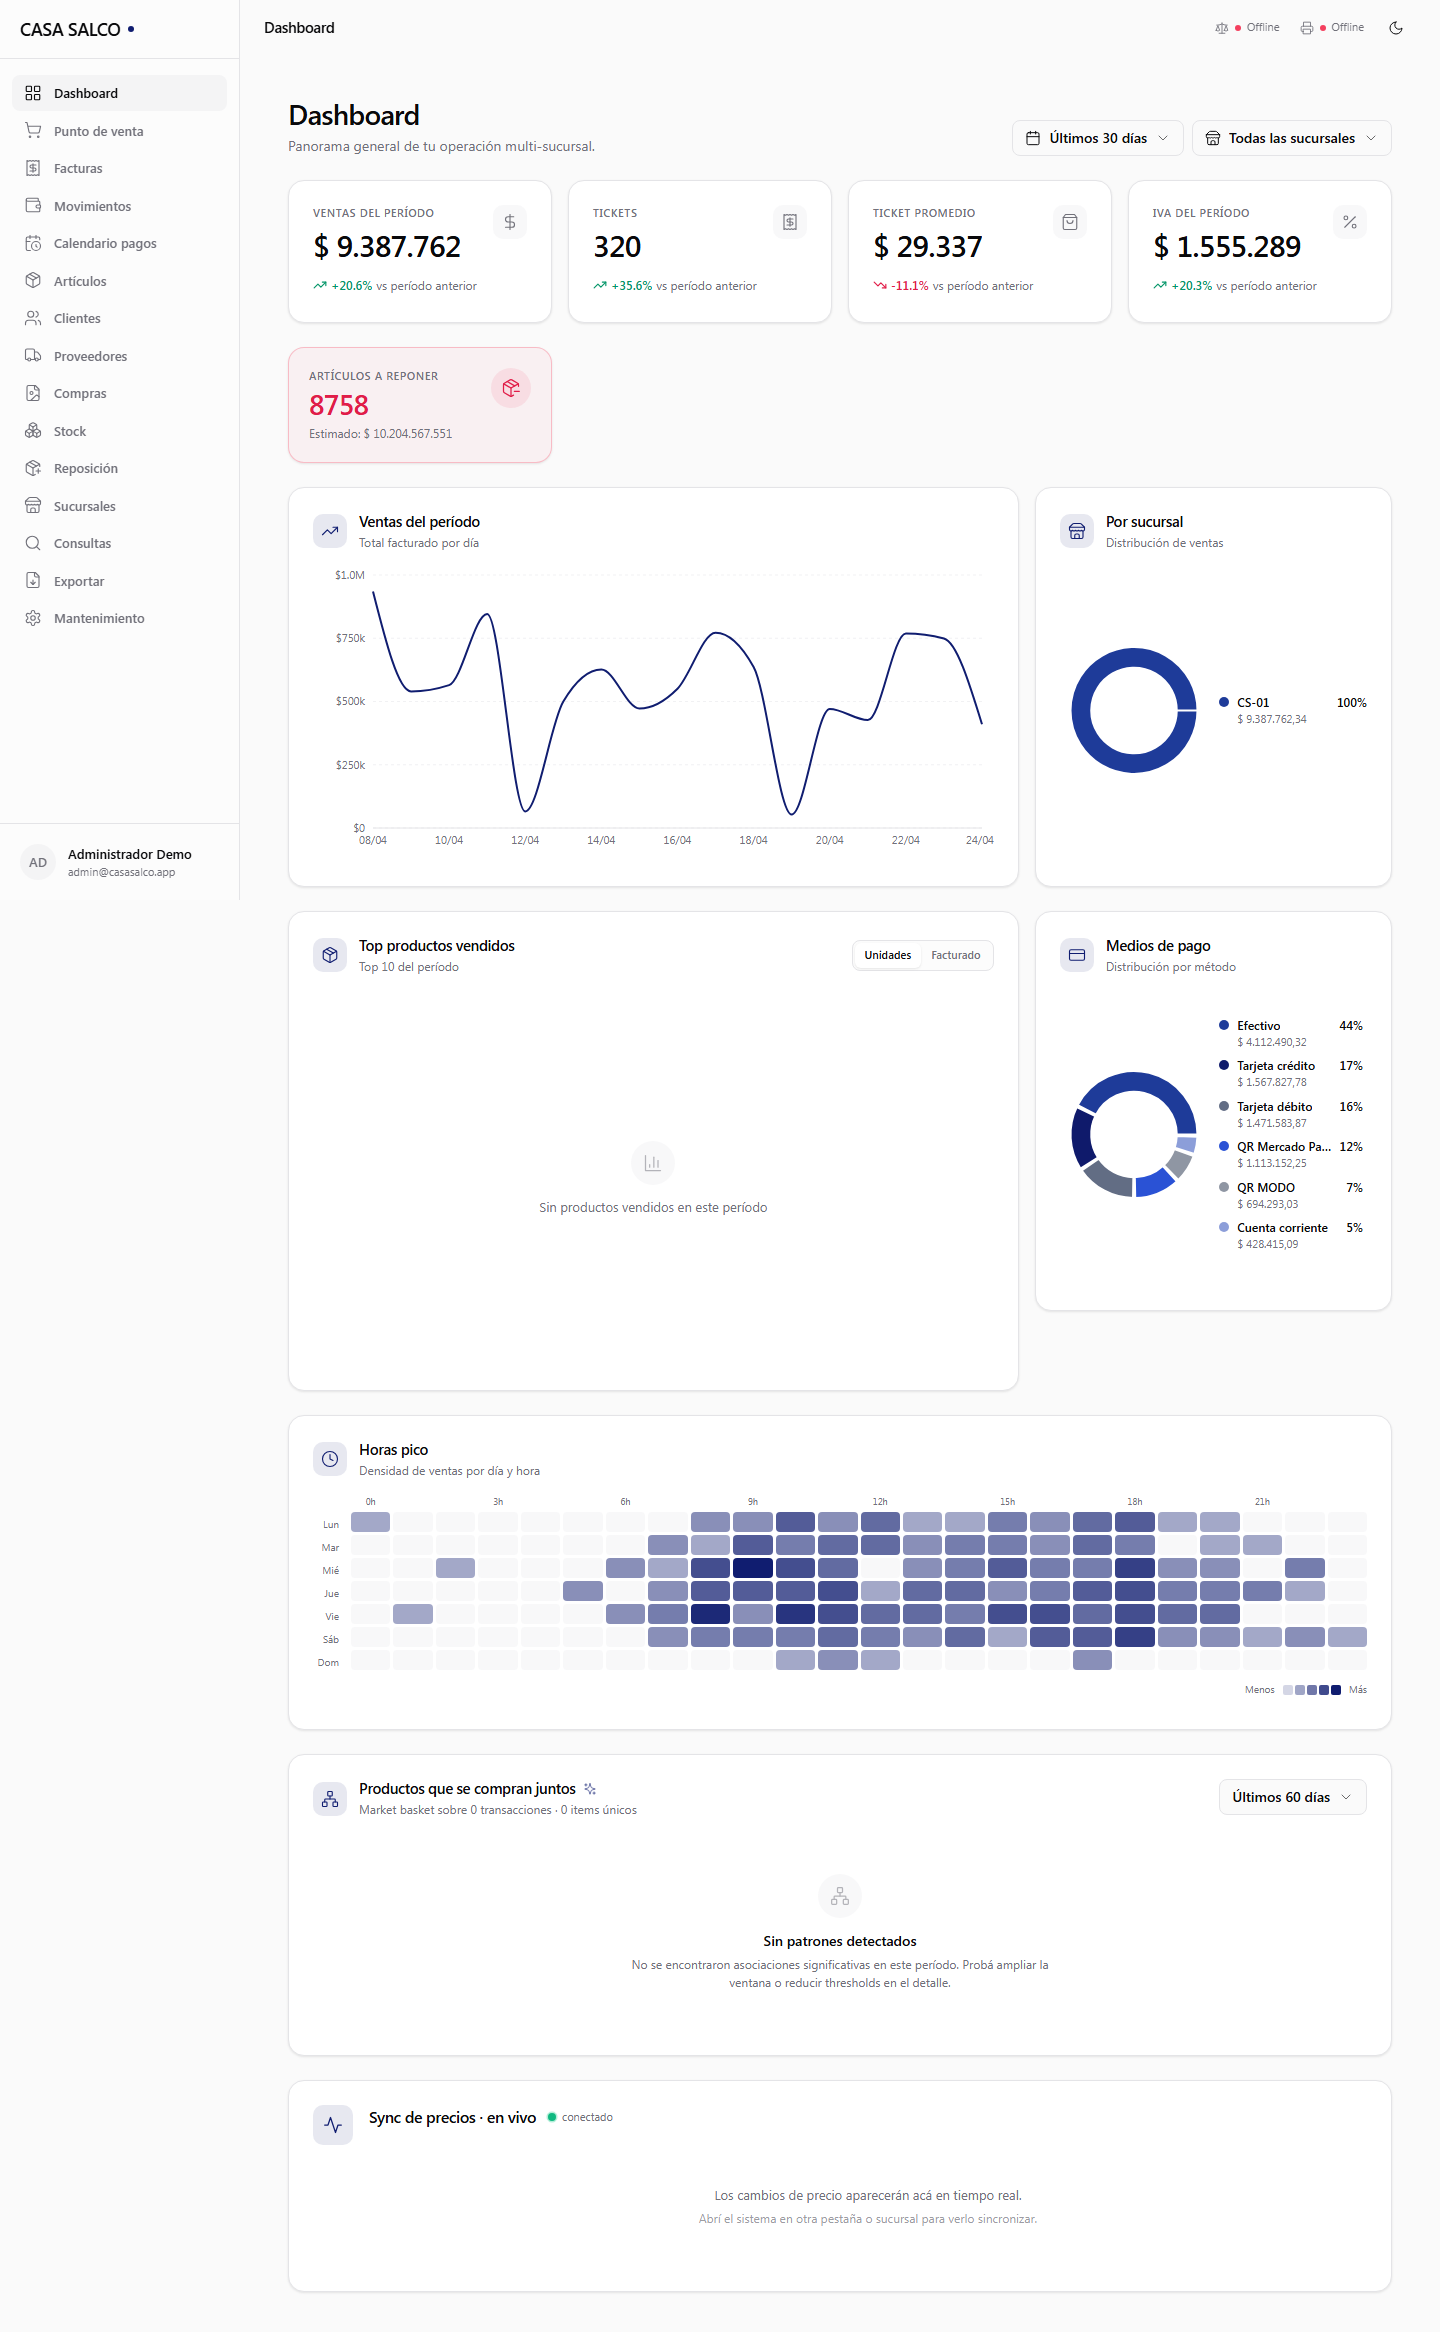 CASA SALCO
Dashboard
Offline
Offline
Dashboard
Punto de venta
Facturas
Movimientos
Calendario pagos
Artículos
Clientes
Proveedores
Compras
Stock
Reposición
Sucursales
Consultas
Exportar
Mantenimiento
AD
Administrador Demo
admin@casasalco.app
Dashboard
Panorama general de tu operación multi-sucursal.
Últimos 30 días
Todas las sucursales
VENTAS DEL PERÍODO
$ 9.387.762
+20.6% vs período anterior
TICKETS
320
+35.6% vs período anterior
TICKET PROMEDIO
$ 29.337
-11.1% vs período anterior
IVA DEL PERÍODO
$ 1.555.289
+20.3% vs período anterior
ARTÍCULOS A REPONER
8758
Estimado: $ 10.204.567.551
Ventas del período
Total facturado por día
$1.0M
$750k
$500k
$250k
$0
08/04 10/04 12/04 14/04 16/04 18/04 20/04 22/04 24/04
Por sucursal
Distribución de ventas
CS-01 100%
$ 9.387.762,34
Top productos vendidos
Top 10 del período
Unidades Facturado
Sin productos vendidos en este período
Medios de pago
Distribución por método
Efectivo 44%
$ 4.112.490,32
Tarjeta crédito 17%
$ 1.567.827,78
Tarjeta débito 16%
$ 1.471.583,87
QR Mercado Pa... 12%
$ 1.113.152,25
QR MODO 7%
$ 694.293,03
Cuenta corriente 5%
$ 428.415,09
Horas pico
Densidad de ventas por día y hora
0h 3h 6h 9h 12h 15h 18h 21h
Lun
Mar
Mié
Jue
Vie
Sáb
Dom
Menos Más
Productos que se compran juntos
Market basket sobre 0 transacciones · 0 items únicos
Últimos 60 días
Sin patrones detectados
No se encontraron asociaciones significativas en este período. Probá ampliar la
ventana o reducir thresholds en el detalle.
Sync de precios · en vivo
conectado
Los cambios de precio aparecerán acá en tiempo real.
Abrí el sistema en otra pestaña o sucursal para verlo sincronizar.